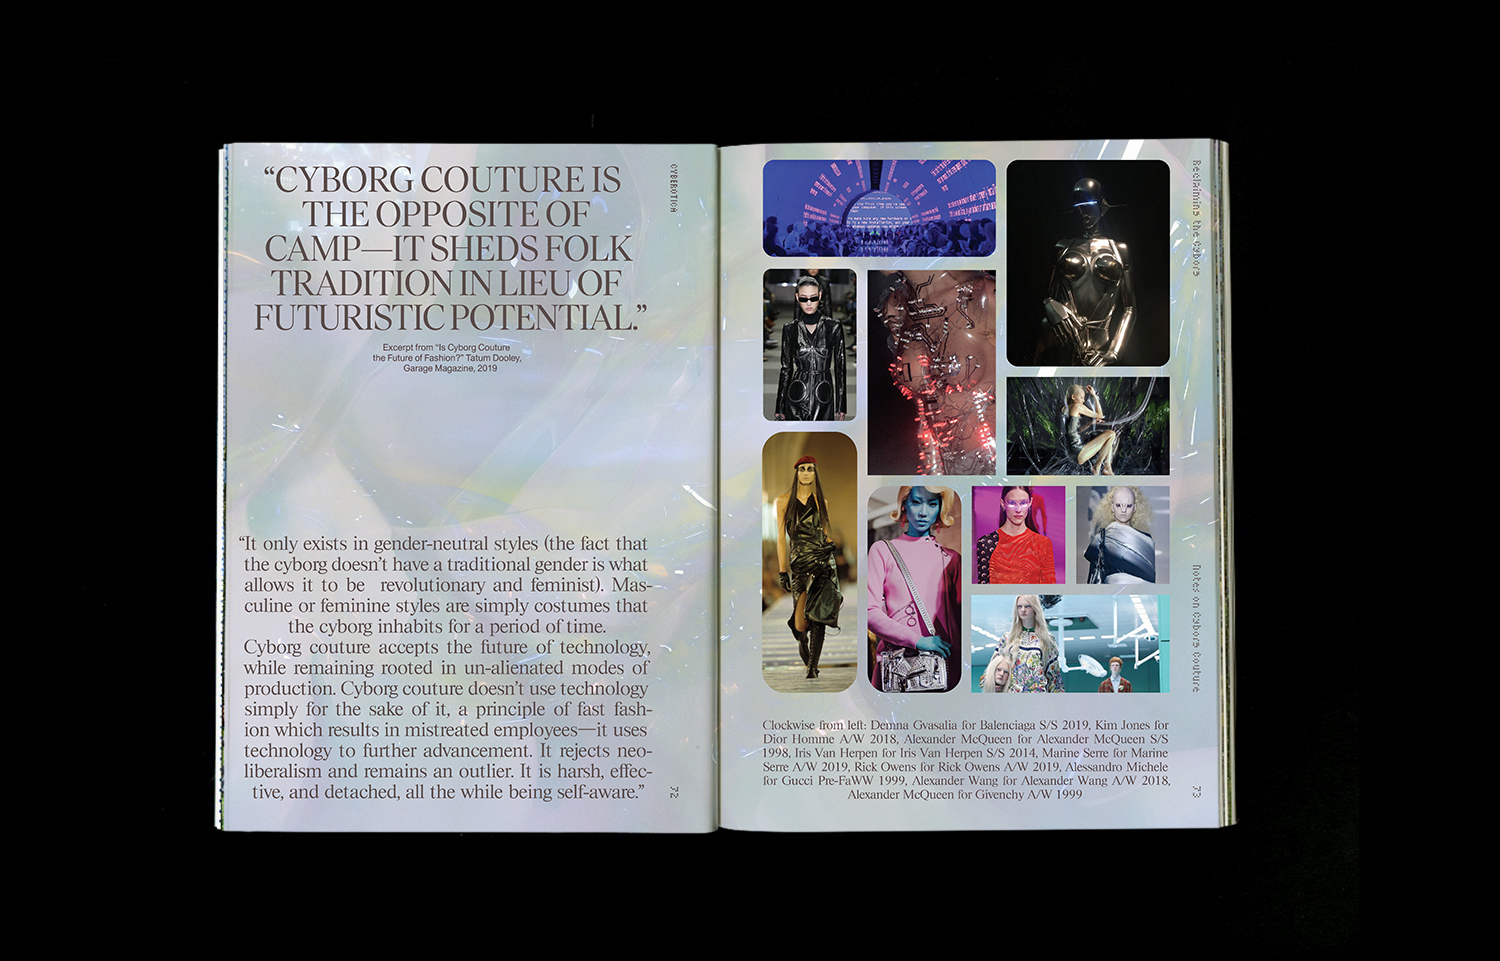 “CYBORG COUTURE IS
THE OPPOSITE OF
CAMP—IT SHEDS FOLK
TRADITION IN LIEU OF
FUTURISTIC POTENTIAL.”
Excerpt from “Is Cyborg Couture
the Future of Fashion?” Tatum Dooley,
Garage Magazine, 2019
“It only exists in gender-neutral styles (the fact that
the cyborg doesn’t have a traditional gender is what
allows it to be revolutionary and feminist). Mas-
culine or feminine styles are simply costumes that
the cyborg inhabits for a period of time.
Cyborg couture accepts the future of technology,
while remaining rooted in un-alienated modes of
production. Cyborg couture doesn’t use technology
simply for the sake of it, a principle of fast fash-
ion which results in mistreated employees—it uses
technology to further advancement. It rejects neo-
liberalism and remains an outlier. It is harsh, effec-
tive, and detached, all the while being self-aware.”
CYBEROTICA
72
Reclaiming the Cyborg
Notes on Cyborg Couture
73
Clockwise from left: Demna Gvasalia for Balenciaga S/S 2019, Kim Jones for
Dior Homme A/W 2018, Alexander McQueen for Alexander McQueen S/S
1998, Iris Van Herpen for Iris Van Herpen S/S 2014, Marine Serre for Marine
Serre A/W 2019, Rick Owens for Rick Owens A/W 2019, Alessandro Michele
for Gucci Pre-FaWW 1999, Alexander Wang for Alexander Wang A/W 2018,
Alexander McQueen for Givenchy A/W 1999